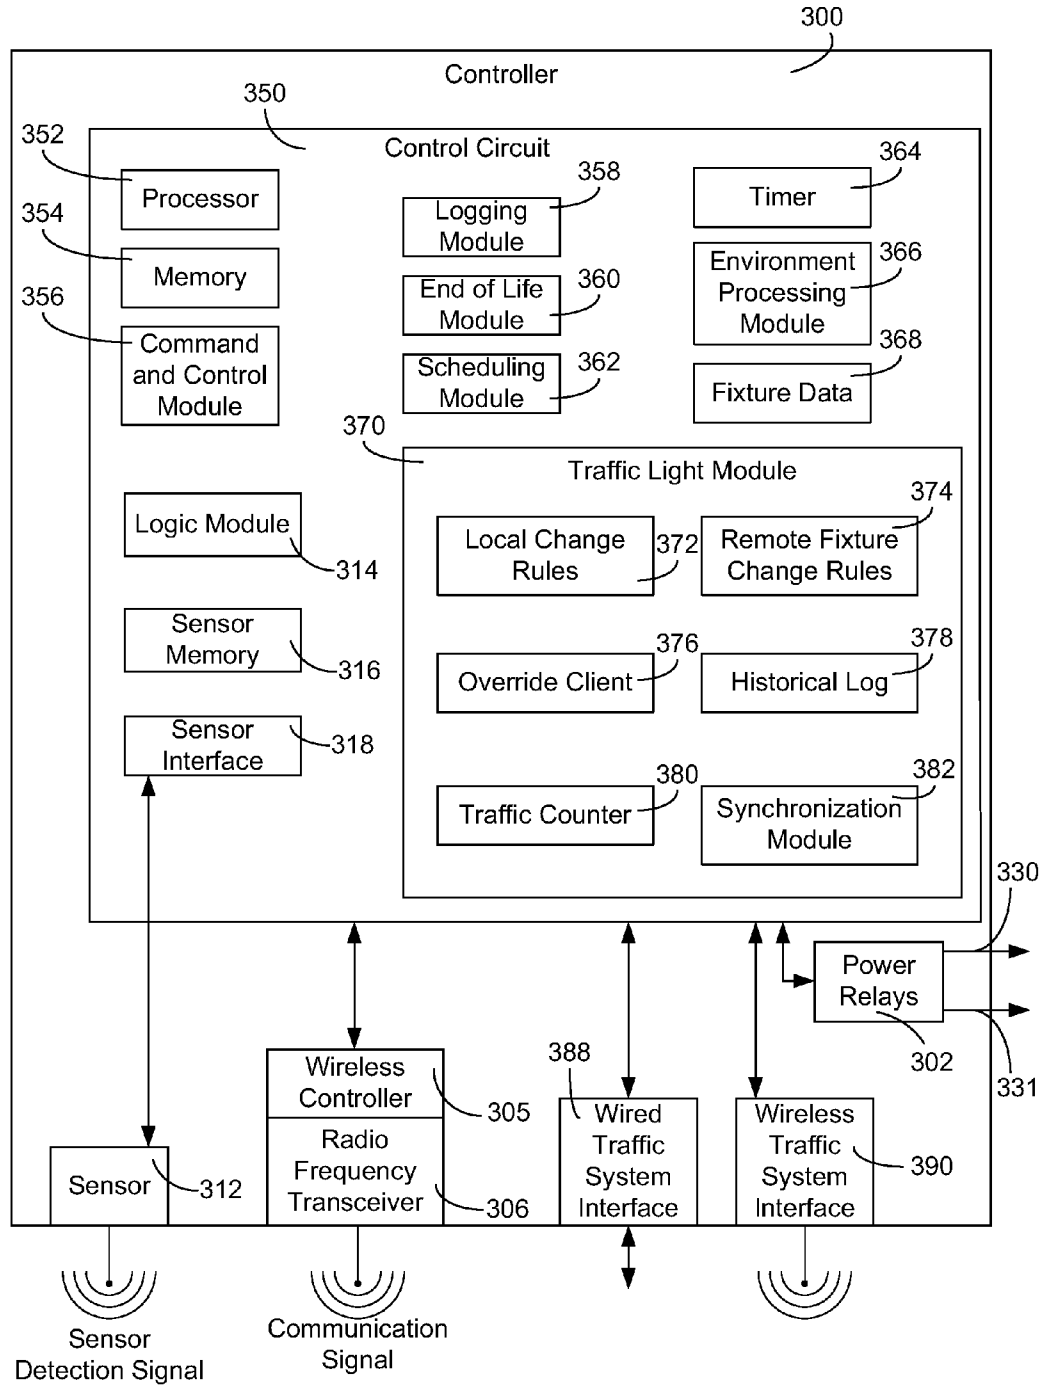 300
Controller
350
352
Control Circuit
364
358
Processor
Timer
Logging
Module
354
Memory
Environment
Processing
Module
366
End of Life
Module
360
356
Command
and Control
Module
Scheduling
Module
362
368
Fixture Data
370
Traffic Light Module
374
Logic Module
314
Local Change
Rules
372
Remote Fixture
Change Rules
Sensor
Memory
316
376
378
Override Client
Historical Log
Sensor
Interface
318
380
382
Traffic Counter
Synchronization
Module
330
Power
Relays
302
331
Wireless
Controller
305
388
Radio
Frequency
Transceiver
306
Wired
Traffic
System
Interface
Wireless
Traffic
System
Interface
390
Sensor
312
Sensor
Detection Signal
Communication
Signal